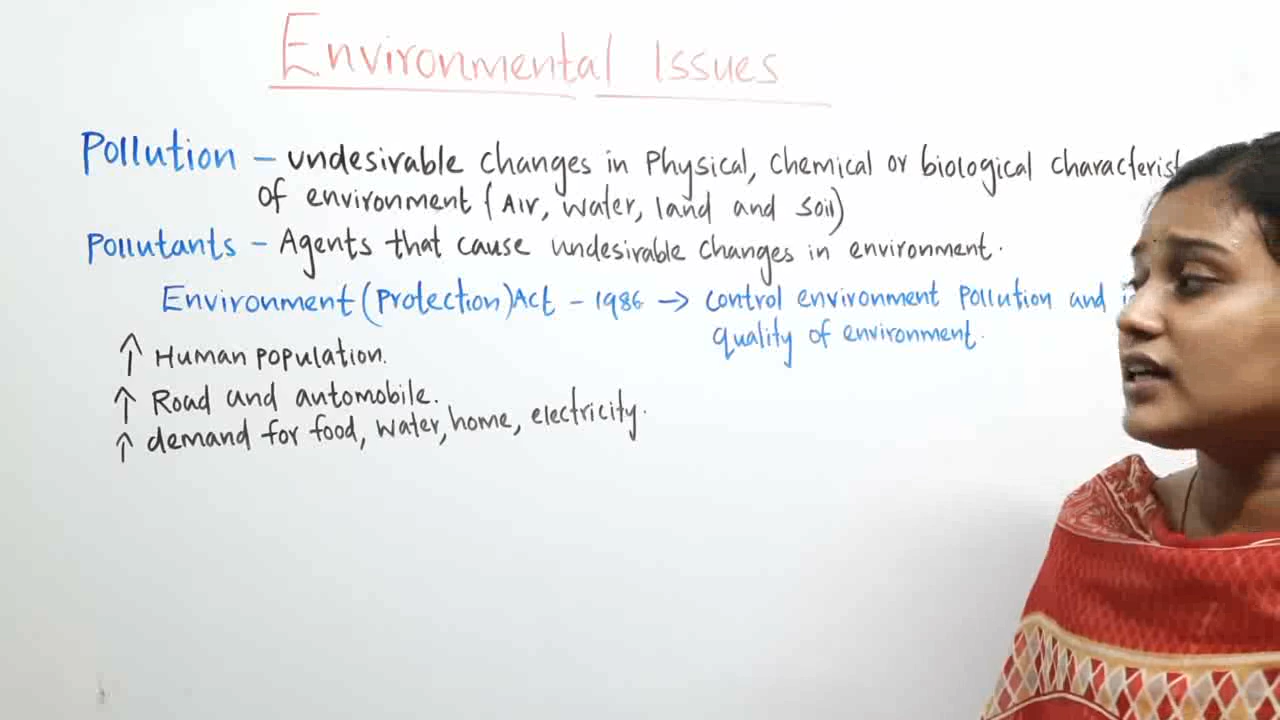 Environmental Issues
Pollution – undesirable changes in Physical, Chemical or biological
of environment (Air, water, land and soil)
Pollutants – Agents that cause undesirable changes in environment.
Environment (Protection) Act – 1986 → control environment Pollution and
quality of environment.
↑ Human population.
↑ Road and automobile.
↑ demand for food, water, home, electricity.